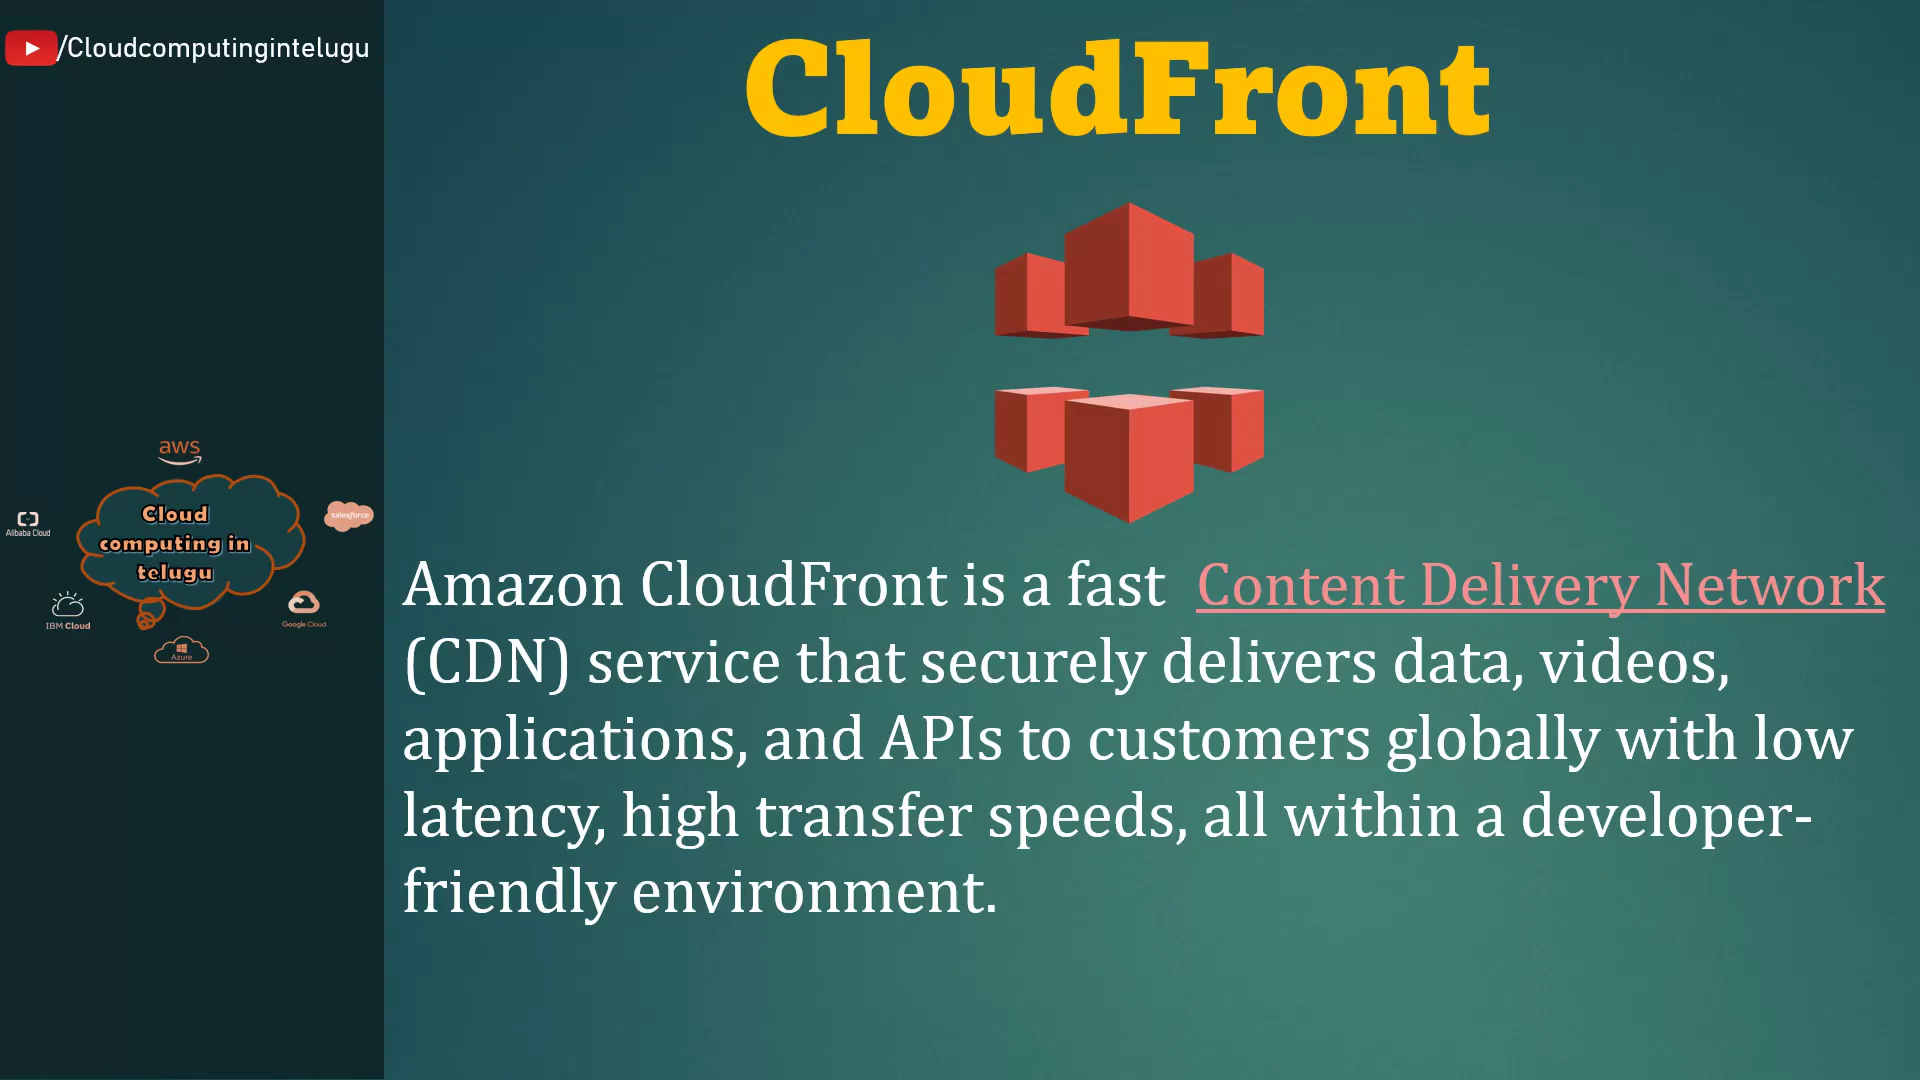 /Cloudcomputingintelugu
CloudFront
aws
Cloud
computing in
telugu
Alibaba Cloud
salesforce
IBM Cloud
Google Cloud
Azure
Amazon CloudFront is a fast Content Delivery Network
(CDN) service that securely delivers data, videos,
applications, and APIs to customers globally with low
latency, high transfer speeds, all within a developer-
friendly environment.